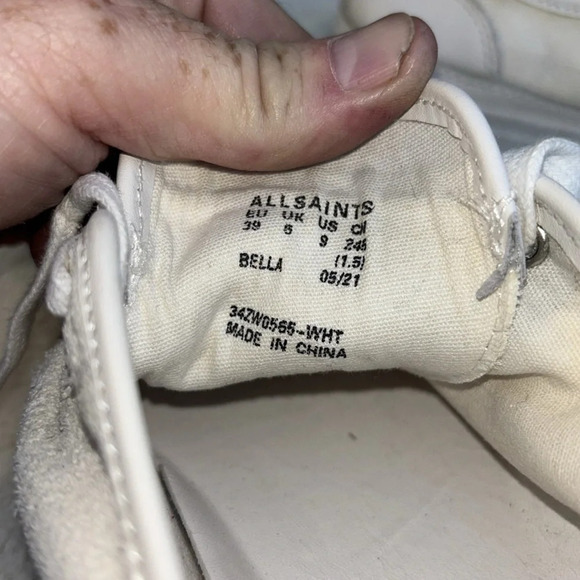 ALLSAINTS
EU UK US CN
39 6 9 245
BELLA (1.5)
05/21
34ZW0565-WHT
MADE IN CHINA